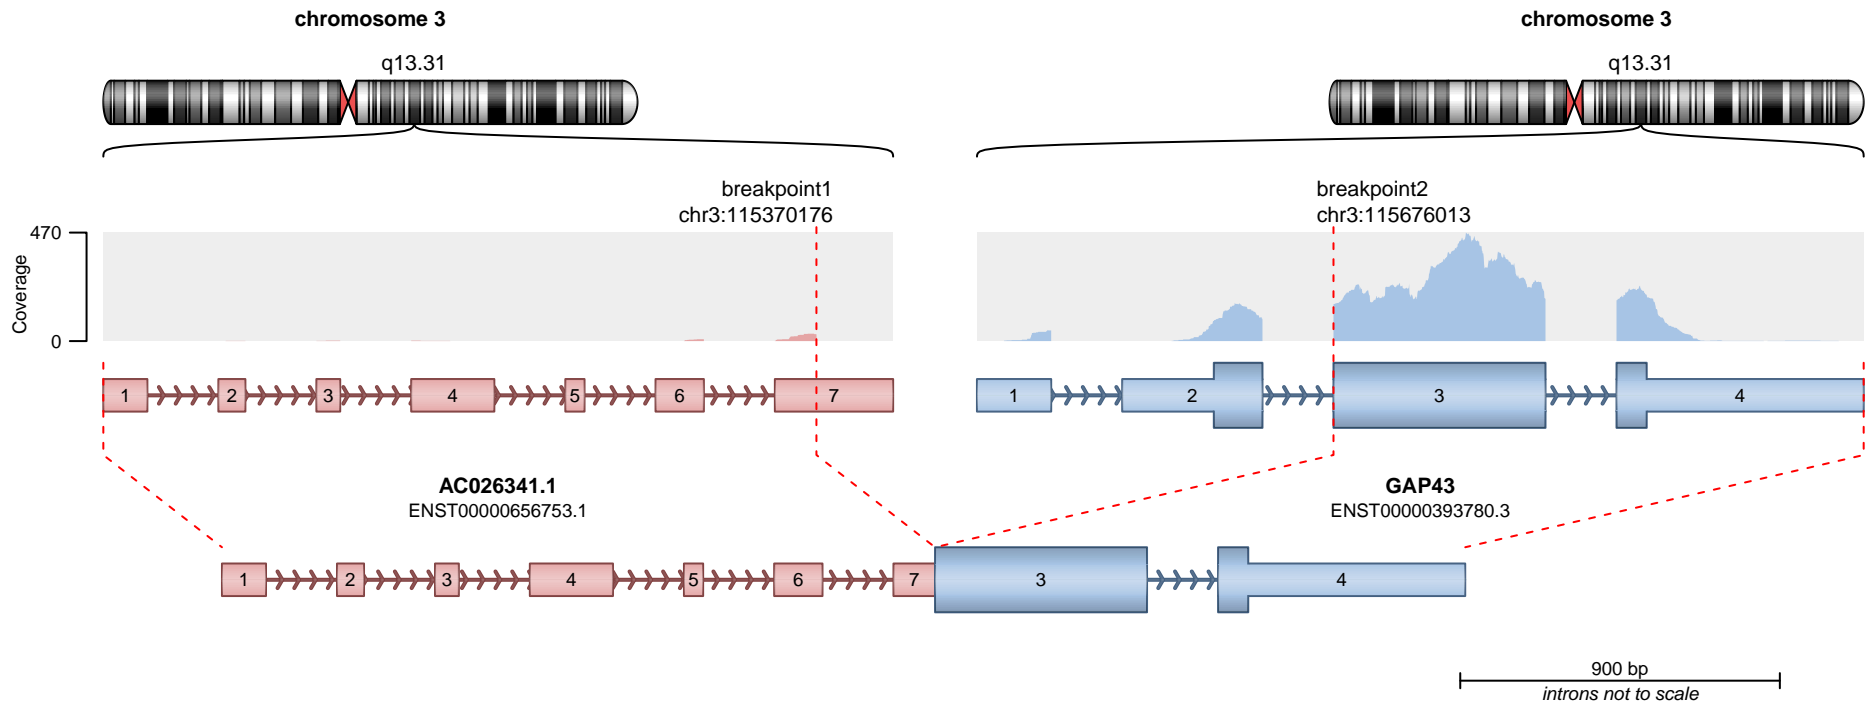 chromosome 3
chromosome 3
q13.31
q13.31
breakpoint1
chr3:115370176
breakpoint2
chr3:115676013
470
Coverage
0
1 2 3 4 5 6 7
1 2 3 4
AC026341.1
ENST00000656753.1
GAP43
ENST00000393780.3
1 2 3 4 5 6 7 3 4
900 bp
introns not to scale